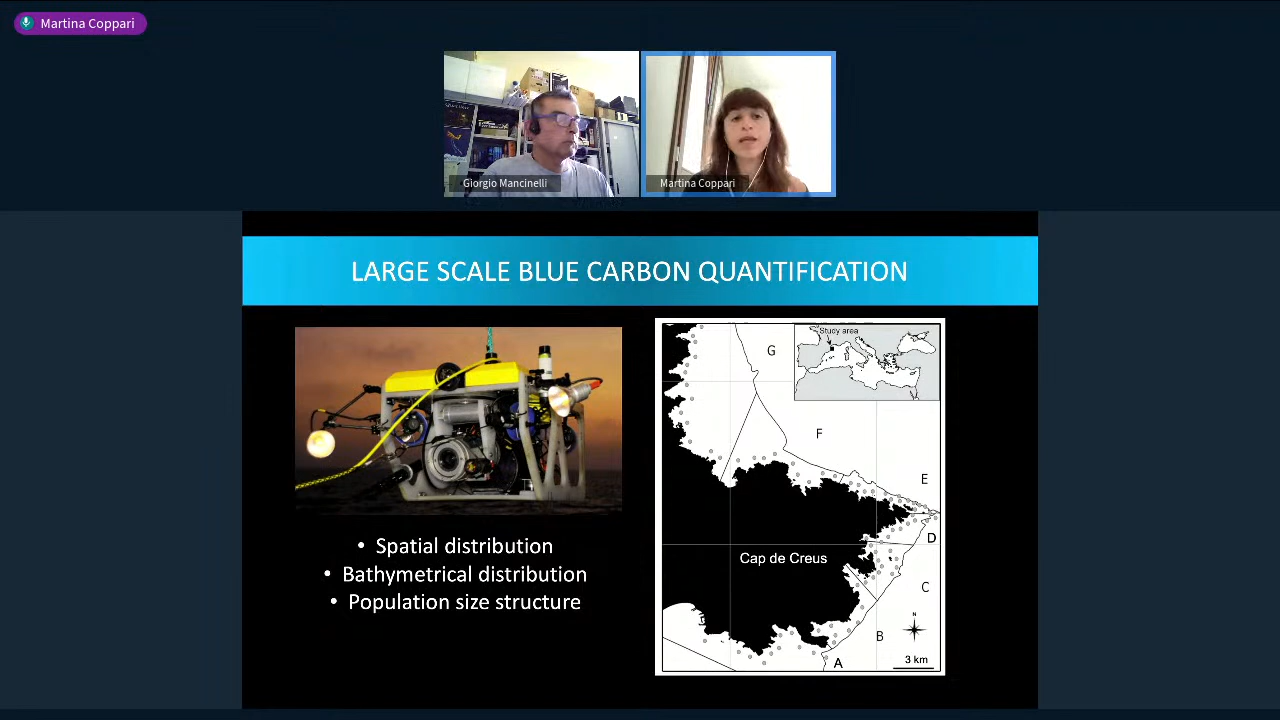 Martina Coppari
Giorgio Mancinelli
Martina Coppari
LARGE SCALE BLUE CARBON QUANTIFICATION
• Spatial distribution
• Bathymetrical distribution
• Population size structure
Study area
G
F
E
D
Cap de Creus
C
N
B
A
3 km